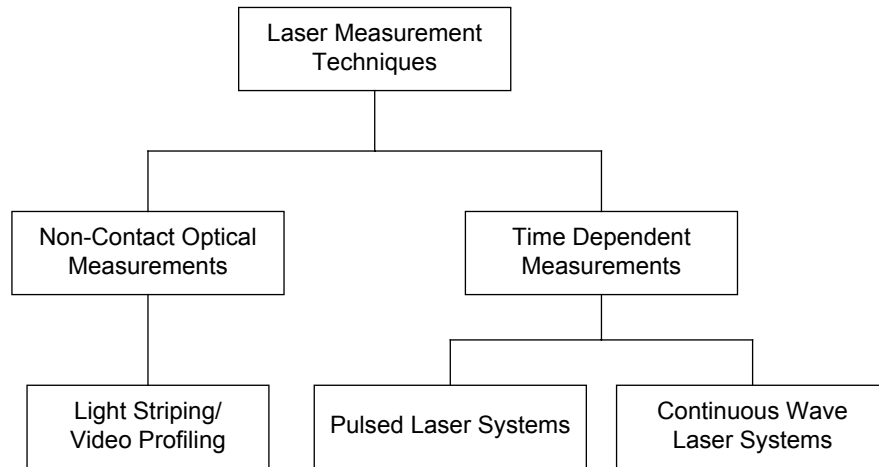 Laser Measurement
Techniques
Non-Contact Optical
Measurements
Time Dependent
Measurements
Light Striping/
Video Profiling
Pulsed Laser Systems
Continuous Wave
Laser Systems